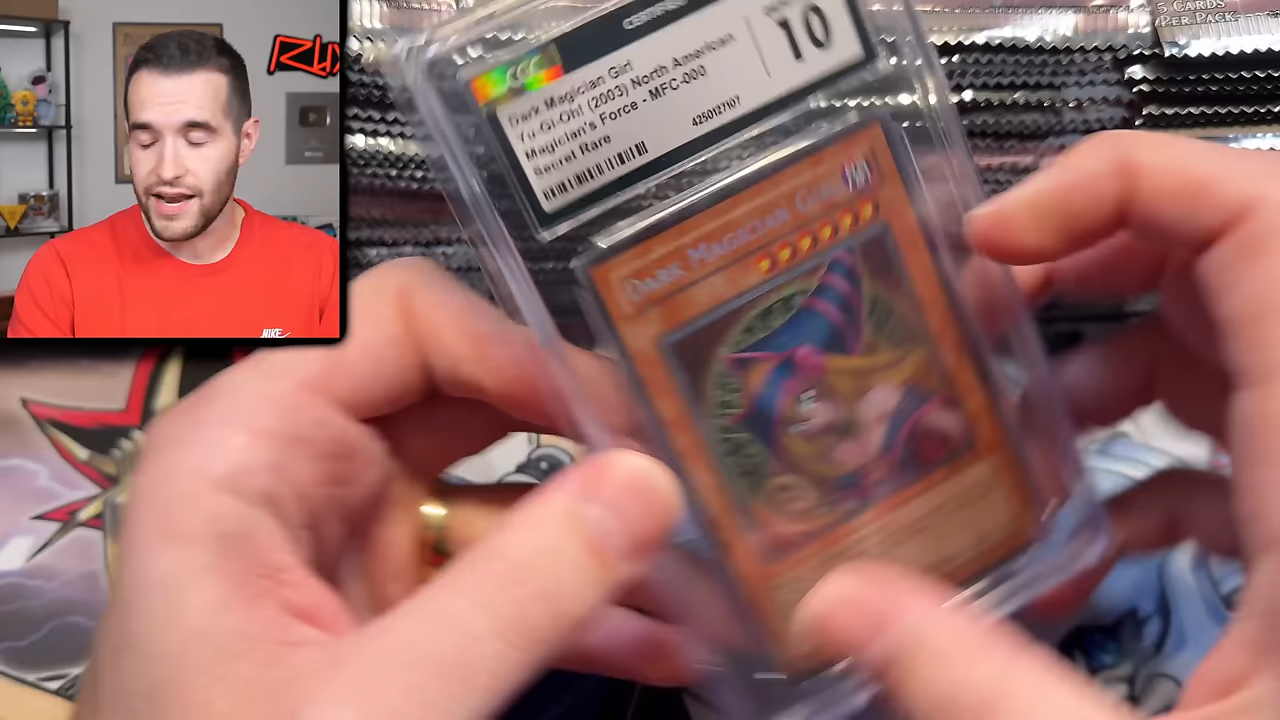 5 CARDS
PER PACK
CERTIFIED
CGC
10
Dark Magician Girl
Yu-Gi-Oh! (2003) North American
Magician's Force - MFC-000
Secret Rare
4250127107
DARK MAGICIAN GIRL
NIKE